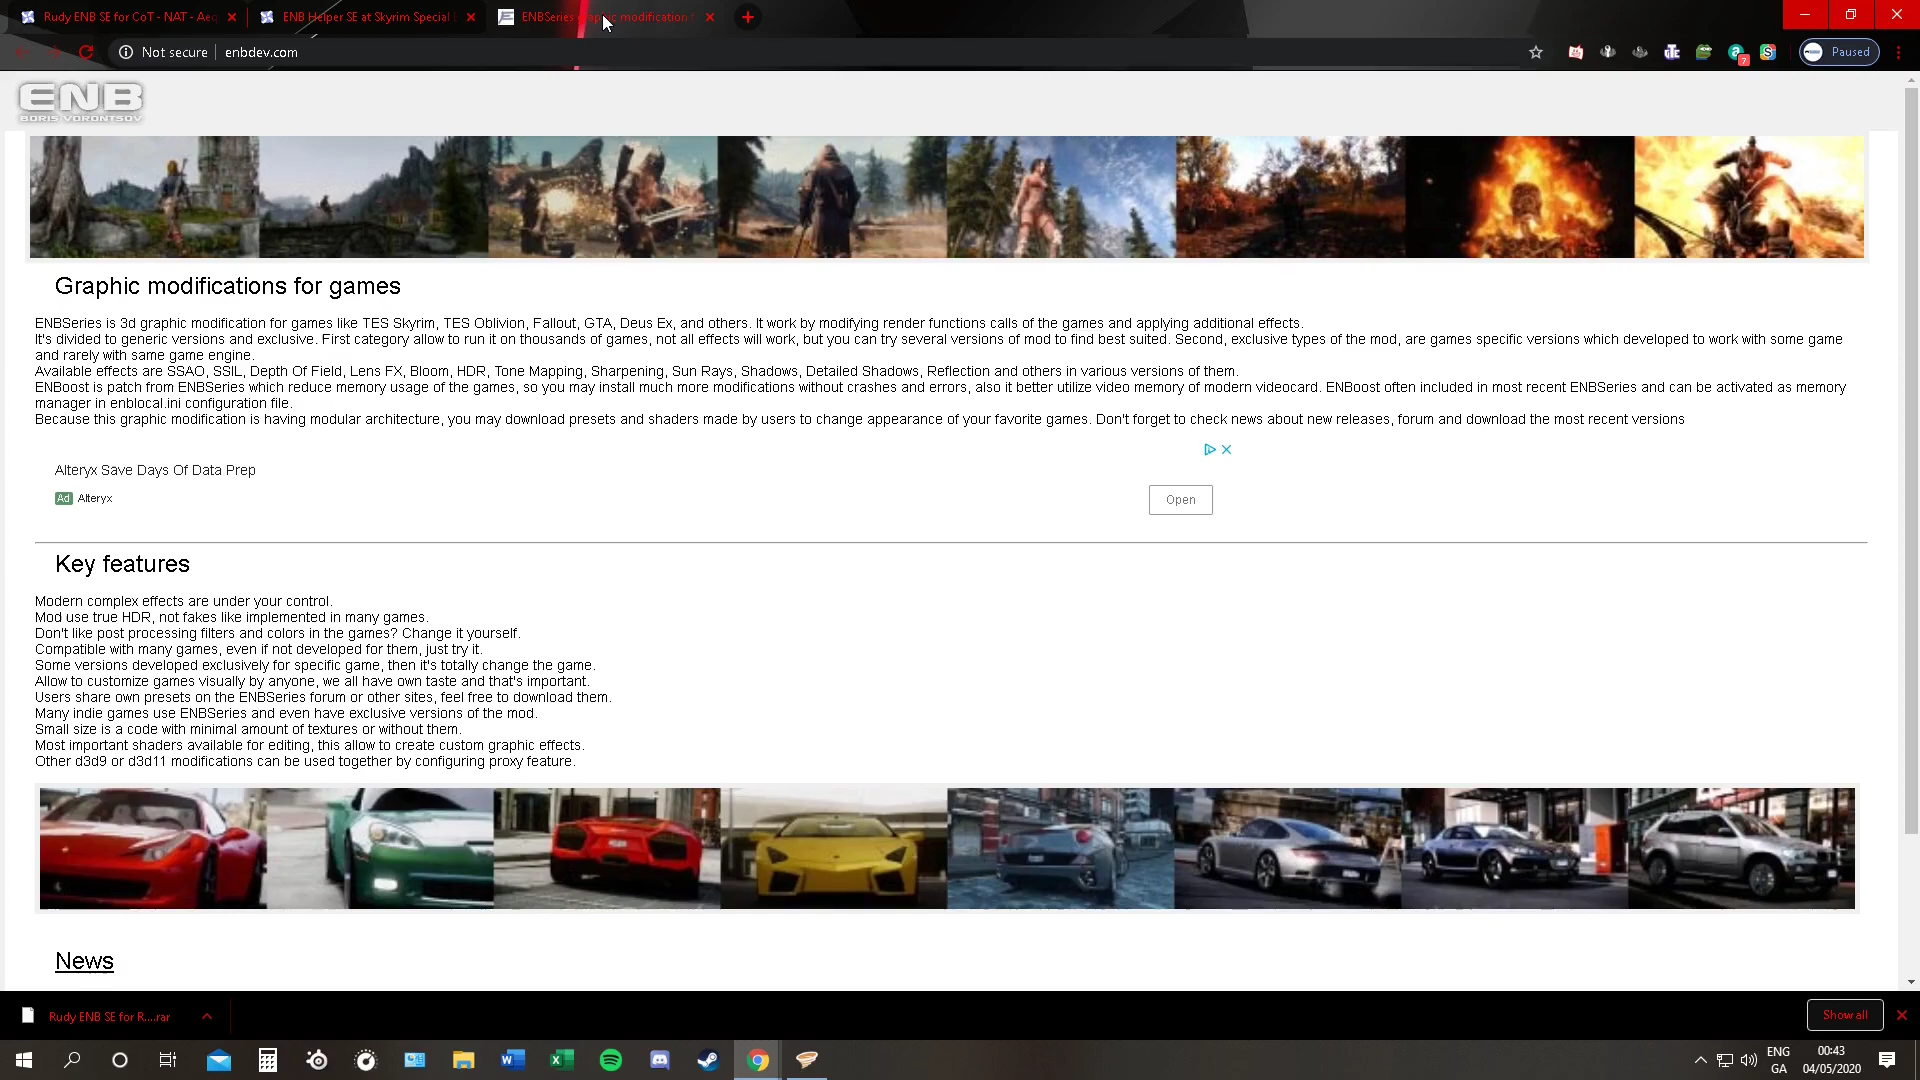 Rudy ENB SE for CoT - NAT - Aeq
ENB Helper SE at Skyrim Special E
ENBSeries graphic modification f
Not secure
enbdev.com
7
Paused
ENB
BORIS VORONTSOV
Graphic modifications for games
ENBSeries is 3d graphic modification for games like TES Skyrim, TES Oblivion, Fallout, GTA, Deus Ex, and others. It work by modifying render functions calls of the games and applying additional effects.
It's divided to generic versions and exclusive. First category allow to run it on thousands of games, not all effects will work, but you can try several versions of mod to find best suited. Second, exclusive types of the mod, are games specific versions which developed to work with some game
and rarely with same game engine.
Available effects are SSAO, SSIL, Depth Of Field, Lens FX, Bloom, HDR, Tone Mapping, Sharpening, Sun Rays, Shadows, Detailed Shadows, Reflection and others in various versions of them.
ENBoost is patch from ENBSeries which reduce memory usage of the games, so you may install much more modifications without crashes and errors, also it better utilize video memory of modern videocard. ENBoost often included in most recent ENBSeries and can be activated as memory
manager in enblocal.ini configuration file.
Because this graphic modification is having modular architecture, you may download presets and shaders made by users to change appearance of your favorite games. Don't forget to check news about new releases, forum and download the most recent versions
Alteryx Save Days Of Data Prep
Ad Alteryx
Open
Key features
Modern complex effects are under your control.
Mod use true HDR, not fakes like implemented in many games.
Don't like post processing filters and colors in the games? Change it yourself.
Compatible with many games, even if not developed for them, just try it.
Some versions developed exclusively for specific game, then it's totally change the game.
Allow to customize games visually by anyone, we all have own taste and that's important.
Users share own presets on the ENBSeries forum or other sites, feel free to download them.
Many indie games use ENBSeries and even have exclusive versions of the mod.
Small size is a code with minimal amount of textures or without them.
Most important shaders available for editing, this allow to create custom graphic effects.
Other d3d9 or d3d11 modifications can be used together by configuring proxy feature.
News
Rudy ENB SE for R....rar
Show all
ENG
GA
00:43
04/05/2020